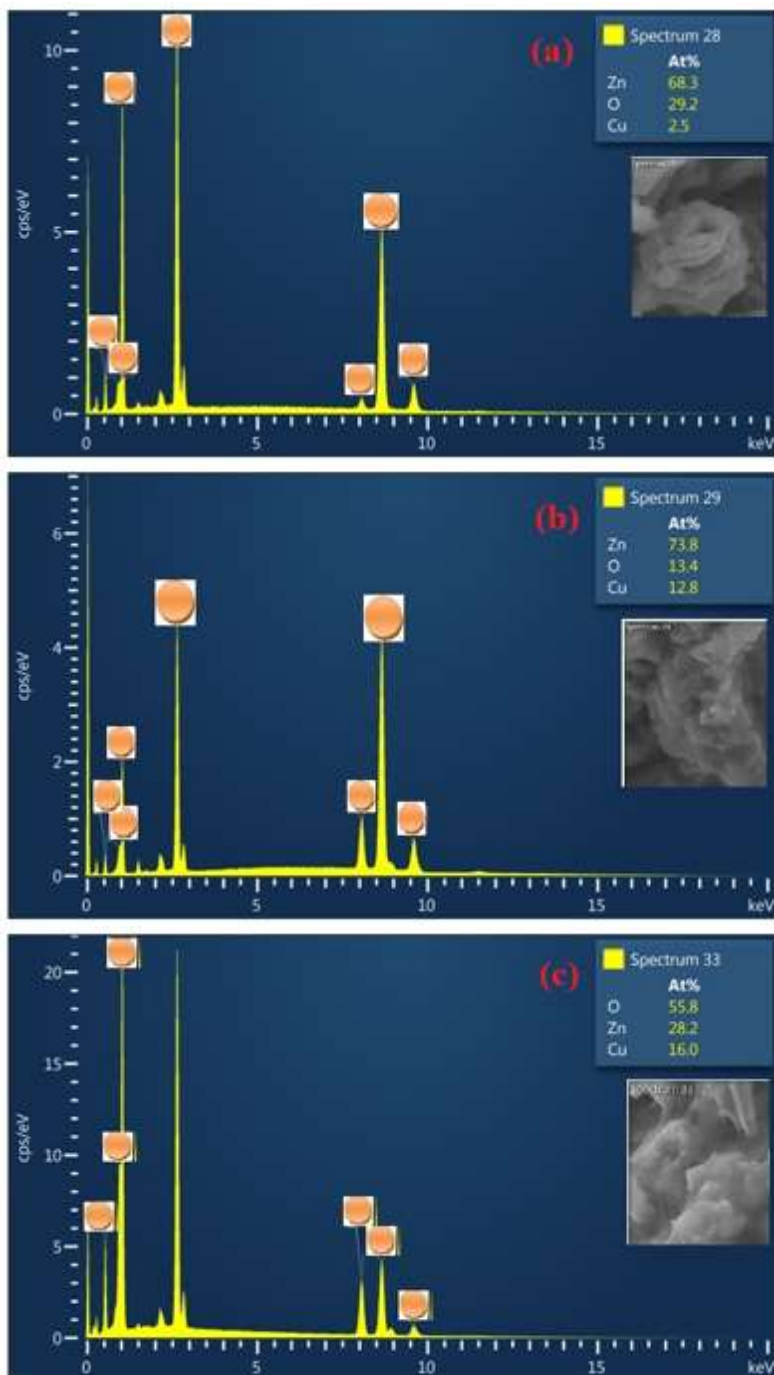 (a)
Spectrum 28
At%
Zn 68.3
O 29.2
Cu 2.5
cps/eV
10
5
0
0 5 10 15 keV
(b)
Spectrum 29
At%
Zn 73.8
O 13.4
Cu 12.8
cps/eV
6
4
2
0
0 5 10 15 keV
(c)
Spectrum 33
At%
O 55.8
Zn 28.2
Cu 16.0
cps/eV
20
15
10
5
0
0 5 10 15 keV